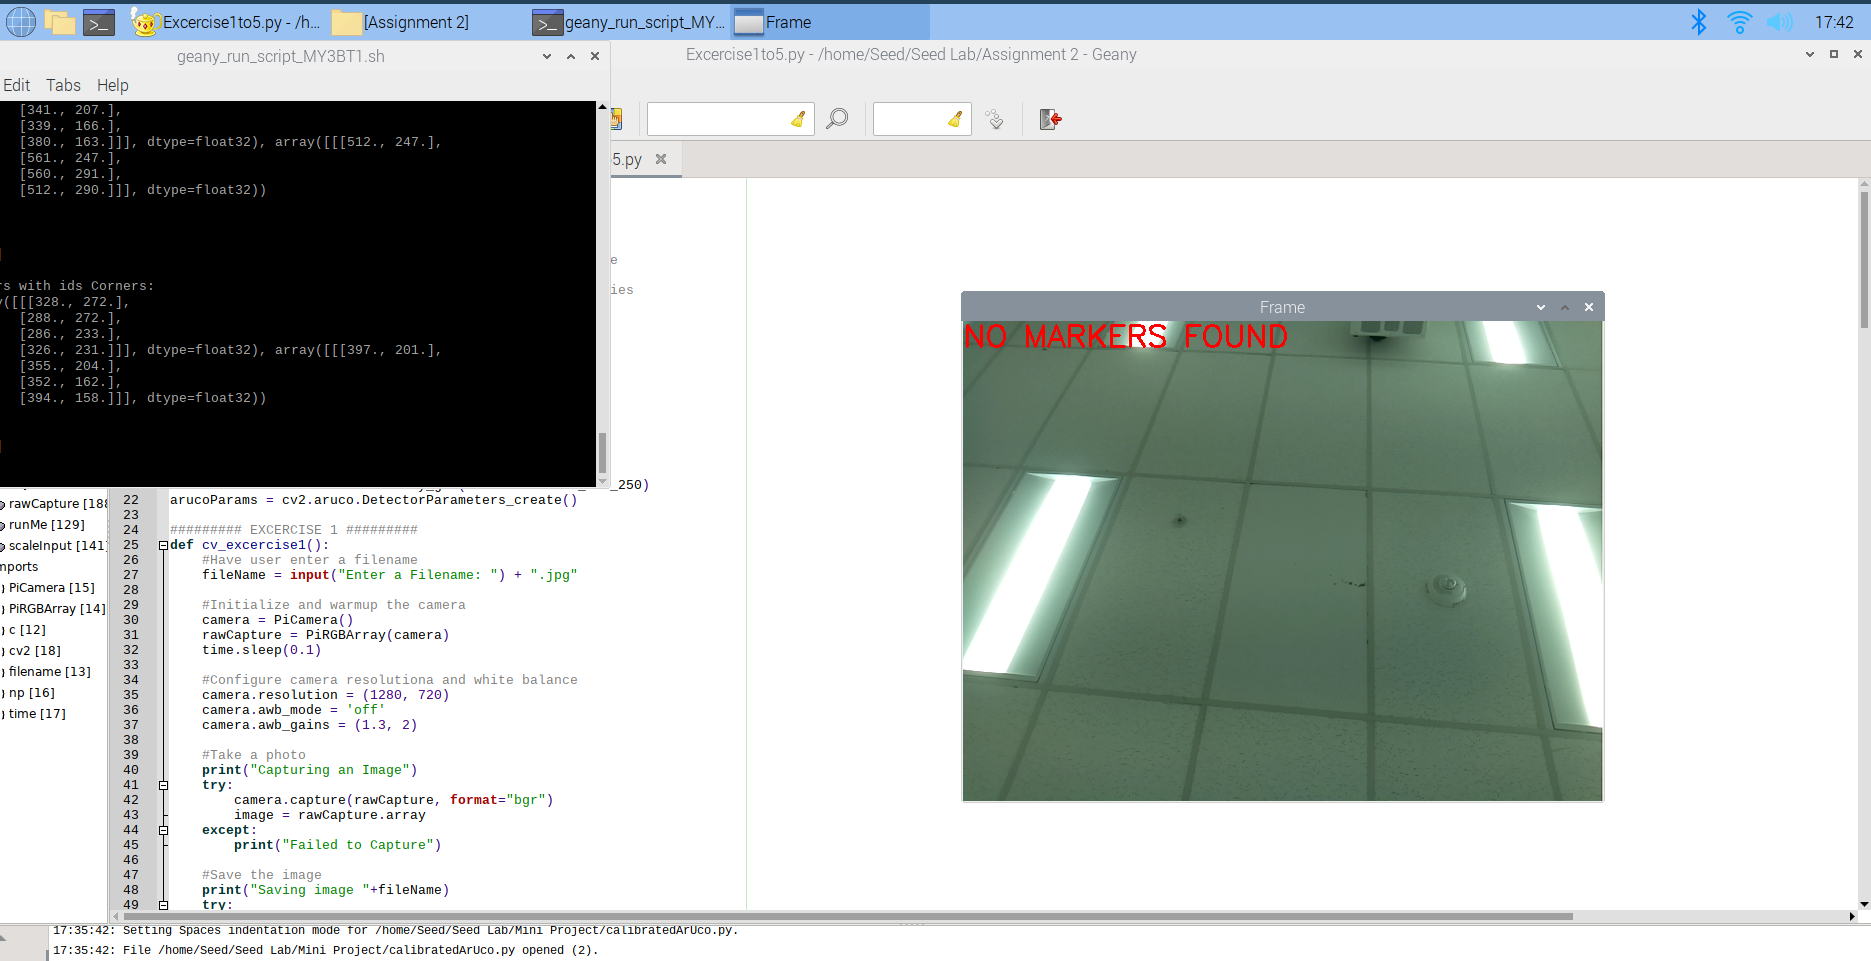 Excercise1to5.py - /h...
[Assignment 2]
geany_run_script_MY...
Frame
17:42
geany_run_script_MY3BT1.sh
Excercise1to5.py - /home/Seed/Seed Lab/Assignment 2 - Geany
Edit Tabs Help
[341., 207.],
[339., 166.],
[380., 163.]]], dtype=float32), array([[[512., 247.],
[561., 247.],
[560., 291.],
[512., 290.]]], dtype=float32))
rs with ids Corners:
y([[[328., 272.],
[288., 272.],
[286., 233.],
[326., 231.]]], dtype=float32), array([[[397., 201.],
[355., 204.],
[352., 162.],
[394., 158.]]], dtype=float32))
5.py
e
ies
_250)
rawCapture [188
runMe [129]
scaleInput [141]
mports
PiCamera [15]
PiRGBArray [14]
c [12]
cv2 [18]
filename [13]
np [16]
time [17]
22 arucoParams = cv2.aruco.DetectorParameters_create()
23
24 ######### EXCERCISE 1 #########
25 def cv_excercise1():
26 #Have user enter a filename
27 fileName = input("Enter a Filename: ") + ".jpg"
28
29 #Initialize and warmup the camera
30 camera = PiCamera()
31 rawCapture = PiRGBArray(camera)
32 time.sleep(0.1)
33
34 #Configure camera resolutiona and white balance
35 camera.resolution = (1280, 720)
36 camera.awb_mode = 'off'
37 camera.awb_gains = (1.3, 2)
38
39 #Take a photo
40 print("Capturing an Image")
41 try:
42 camera.capture(rawCapture, format="bgr")
43 image = rawCapture.array
44 except:
45 print("Failed to Capture")
46
47 #Save the image
48 print("Saving image "+fileName)
49 try:
Frame
NO MARKERS FOUND
17:35:42: Setting Spaces indentation mode for /home/Seed/Seed Lab/Mini Project/calibratedArUco.py.
17:35:42: File /home/Seed/Seed Lab/Mini Project/calibratedArUco.py opened (2).